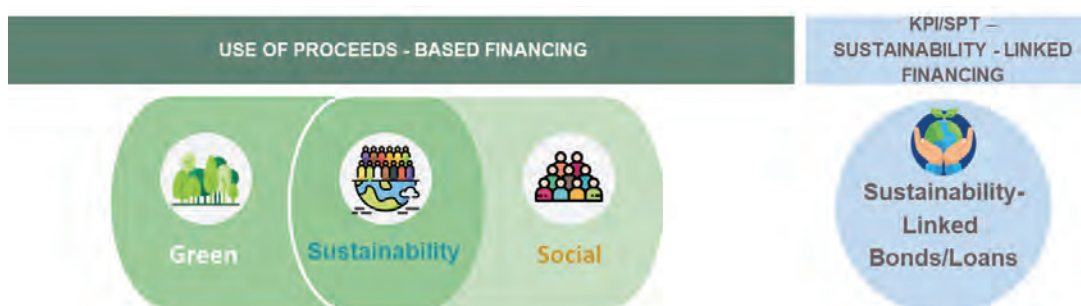 USE OF PROCEEDS - BASED FINANCING
KPI/SPT –
SUSTAINABILITY - LINKED
FINANCING
Green
Sustainability
Social
Sustainability-
Linked
Bonds/Loans